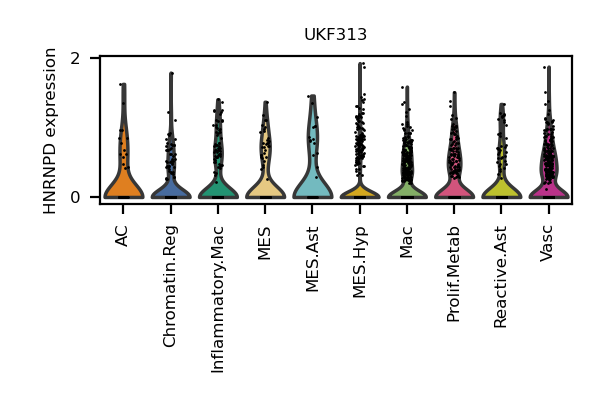 UKF313
HNRNPD expression
2
0
AC
Chromatin.Reg
Inflammatory.Mac
MES
MES.Ast
MES.Hyp
Mac
Prolif.Metab
Reactive.Ast
Vasc